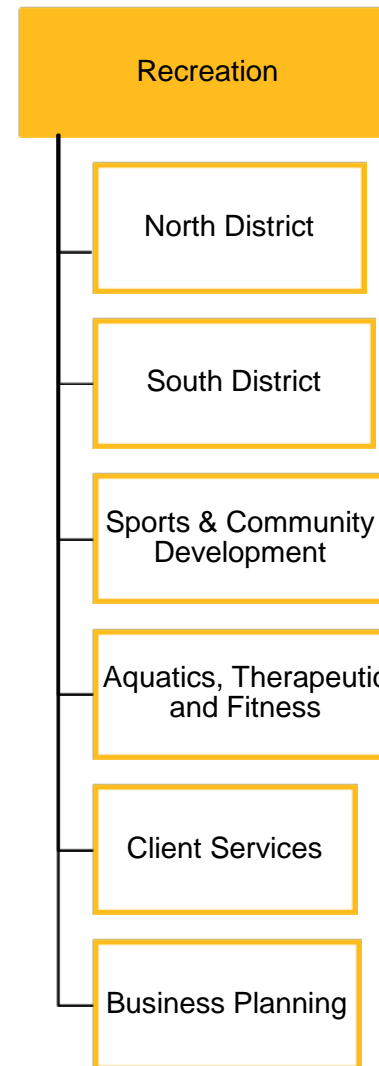 Recreation
North District
South District
Sports & Community
Development
Aquatics, Therapeutic
and Fitness
Client Services
Business Planning